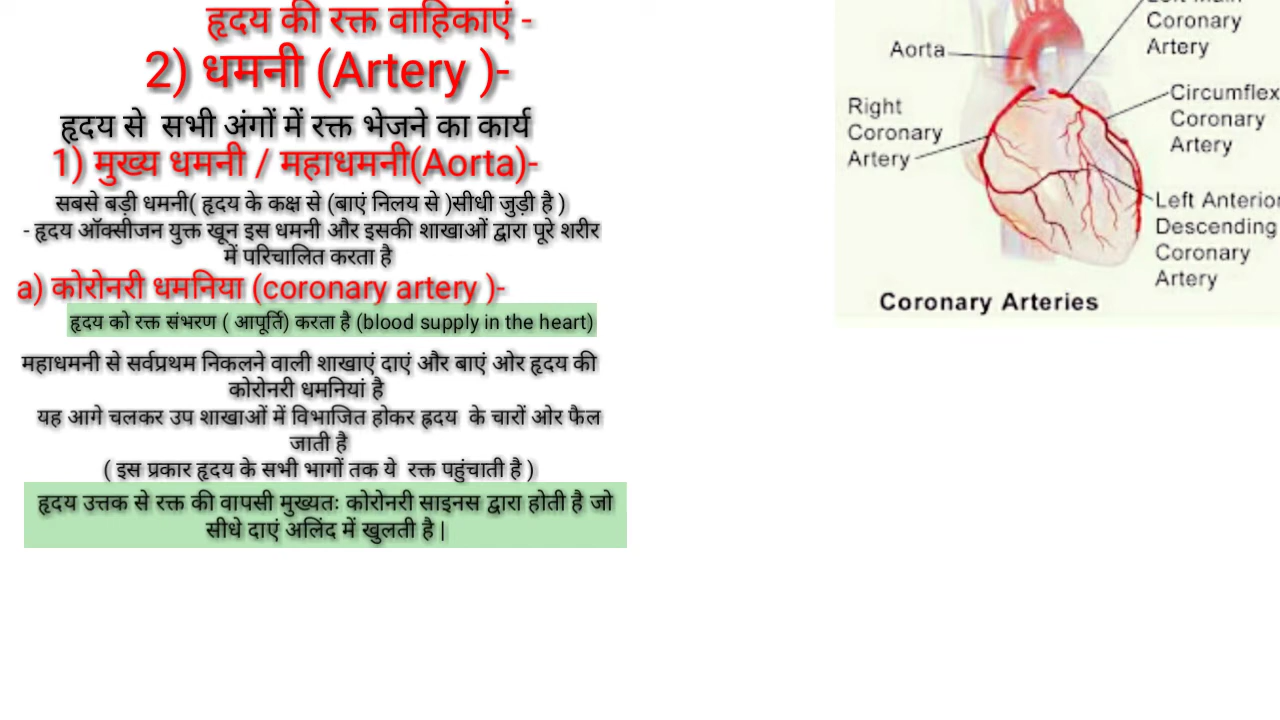 हृदय की रक्त वाहिकाएं -
2) धमनी (Artery )-
हृदय से सभी अंगों में रक्त भेजने का कार्य
1) मुख्य धमनी / महाधमनी(Aorta)-
सबसे बड़ी धमनी( हृदय के कक्ष से (बाएं निलय से )सीधी जुड़ी है )
- हृदय ऑक्सीजन युक्त खून इस धमनी और इसकी शाखाओं द्वारा पूरे शरीर
में परिचालित करता है
a) कोरोनरी धमनिया (coronary artery )-
हृदय को रक्त संभरण ( आपूर्ति) करता है (blood supply in the heart)
महाधमनी से सर्वप्रथम निकलने वाली शाखाएं दाएं और बाएं ओर हृदय की
कोरोनरी धमनियां है
यह आगे चलकर उप शाखाओं में विभाजित होकर ह्रदय के चारों ओर फैल
जाती है
( इस प्रकार हृदय के सभी भागों तक ये रक्त पहुंचाती है )
हृदय उत्तक से रक्त की वापसी मुख्यतः कोरोनरी साइनस द्वारा होती है जो
सीधे दाएं अलिंद में खुलती है |
Left Main
Coronary
Artery
Aorta
Circumflex
Coronary
Artery
Right
Coronary
Artery
Left Anterior
Descending
Coronary
Artery
Coronary Arteries